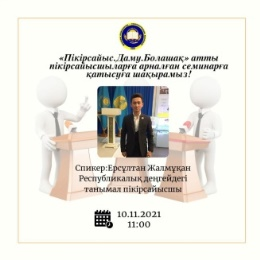 «Пікірсайыс.Даму.Болашақ» атты
пікірсайысшыларға арналған семинарға
қатысуға шақырамыз!
Спикер:Ерсұлтан Жалмұқан
Республикалық деңгейдегі
танымал пікірсайысшы
10.11.2021
11:00